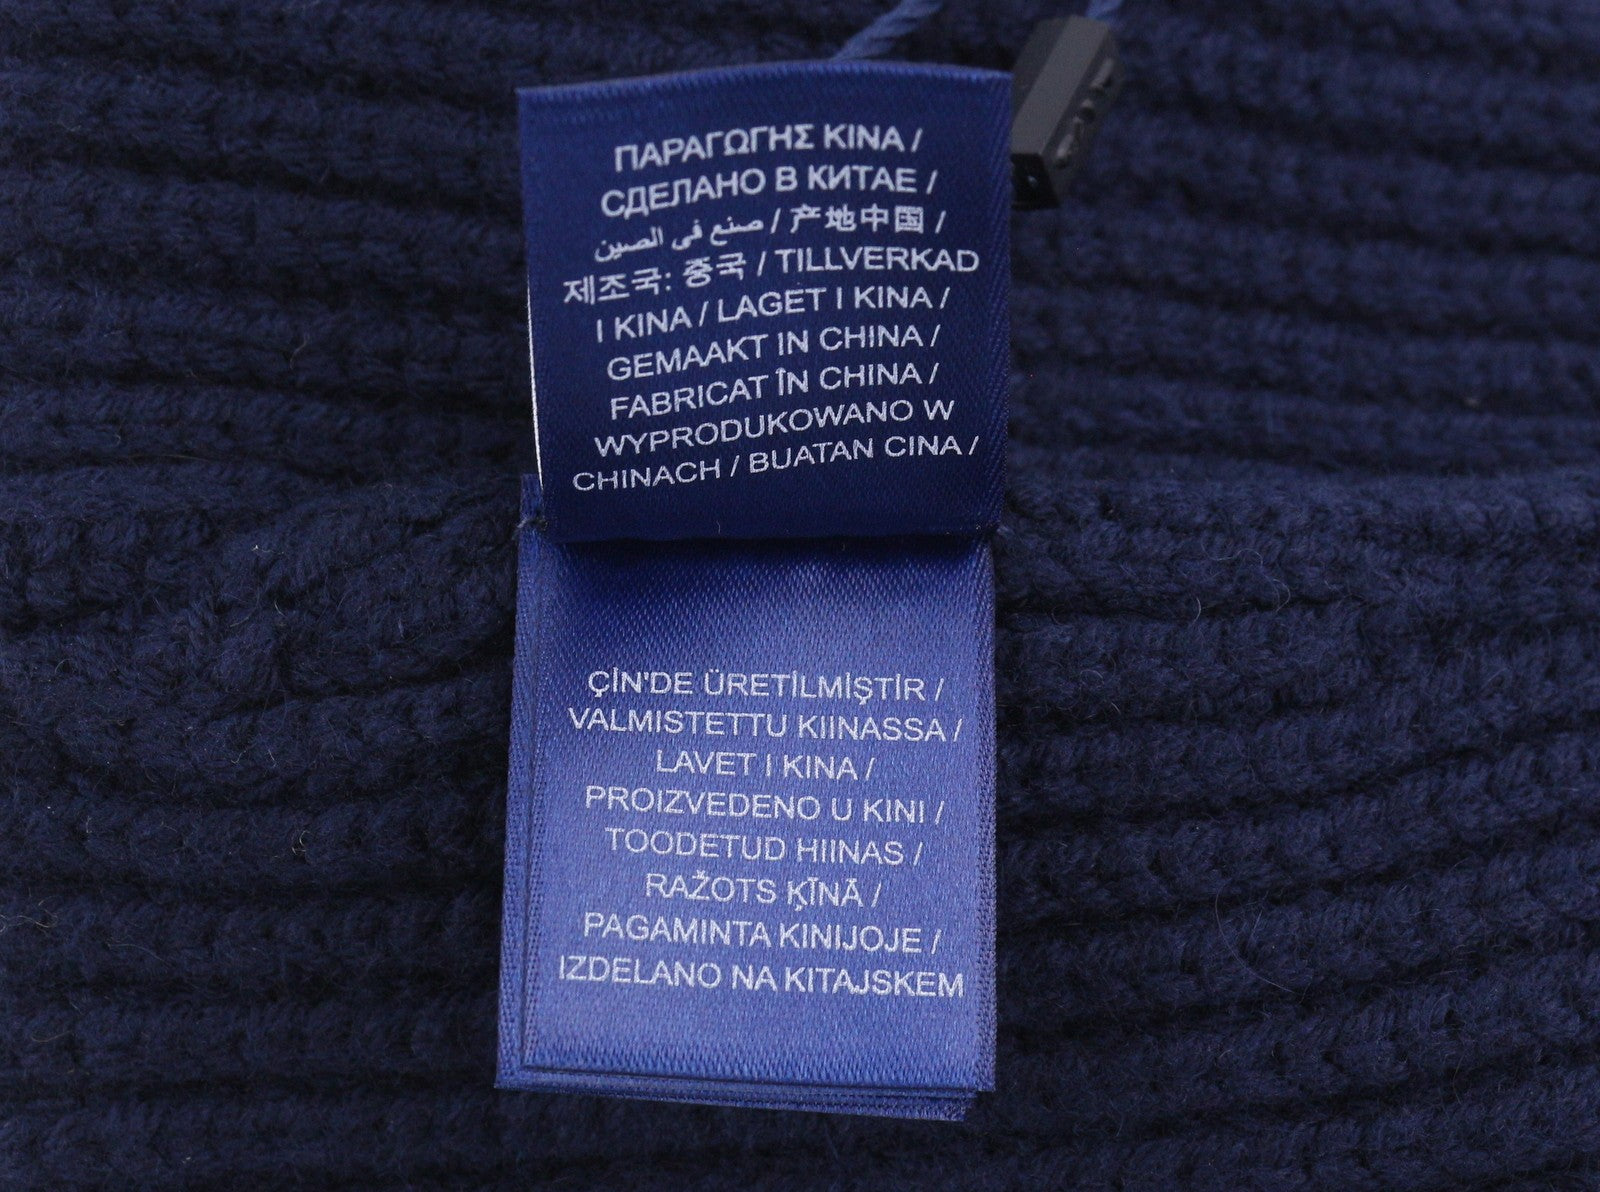 ΠΑΡΑΓΩΓΗΣ ΚΙΝΑ /
СДЕЛАНО В КИТАЕ /
صنع في الصين / 产地中国 /
제조국: 중국 / TILLVERKAD
I KINA / LAGET I KINA /
GEMAAKT IN CHINA /
FABRICAT ÎN CHINA /
WYPRODUKOWANO W
CHINACH / BUATAN CINA /
ÇİN'DE ÜRETİLMİŞTİR /
VALMISTETTU KIINASSA /
LAVET I KINA /
PROIZVEDENO U KINI /
TOODETUD HIINAS /
RAŽOTS ĶĪNĀ /
PAGAMINTA KINIJOJE /
IZDELANO NA KITAJSKEM